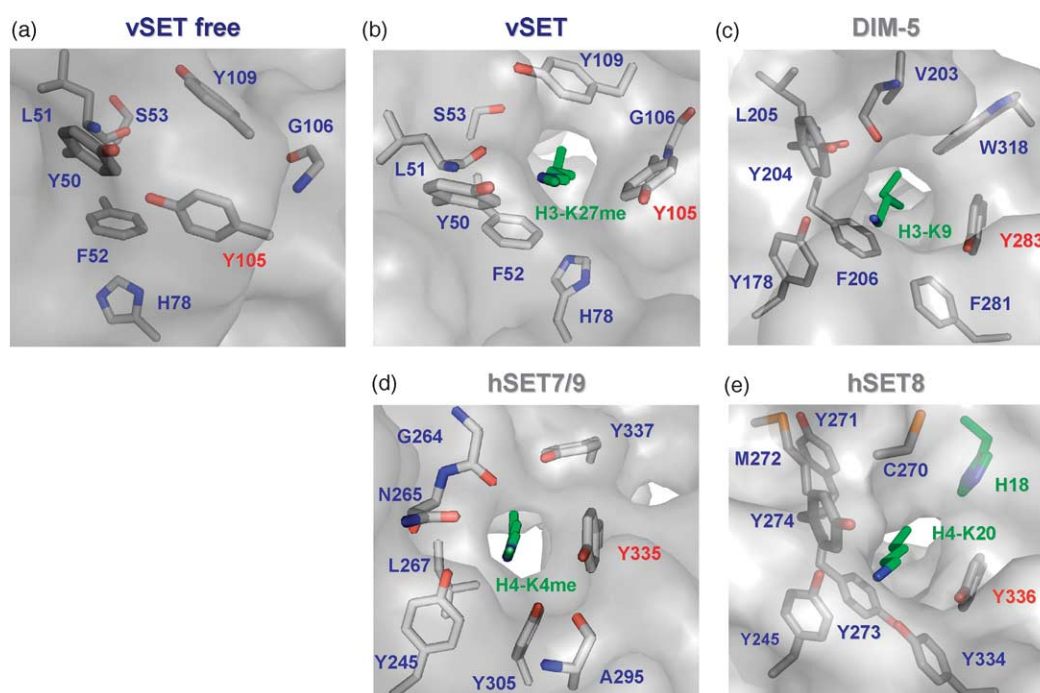 (a) vSET free
Y109
L51
S53
G106
Y50
F52
Y105
H78
(b) vSET
Y109
S53
G106
L51
Y50
H3-K27me
Y105
F52
H78
(c) DIM-5
V203
L205
W318
Y204
H3-K9
Y283
Y178
F206
F281
(d) hSET7/9
G264
Y337
N265
Y335
L267
H4-K4me
Y245
Y305
A295
(e) hSET8
Y271
M272
C270
H18
Y274
H4-K20
Y336
Y245
Y273
Y334